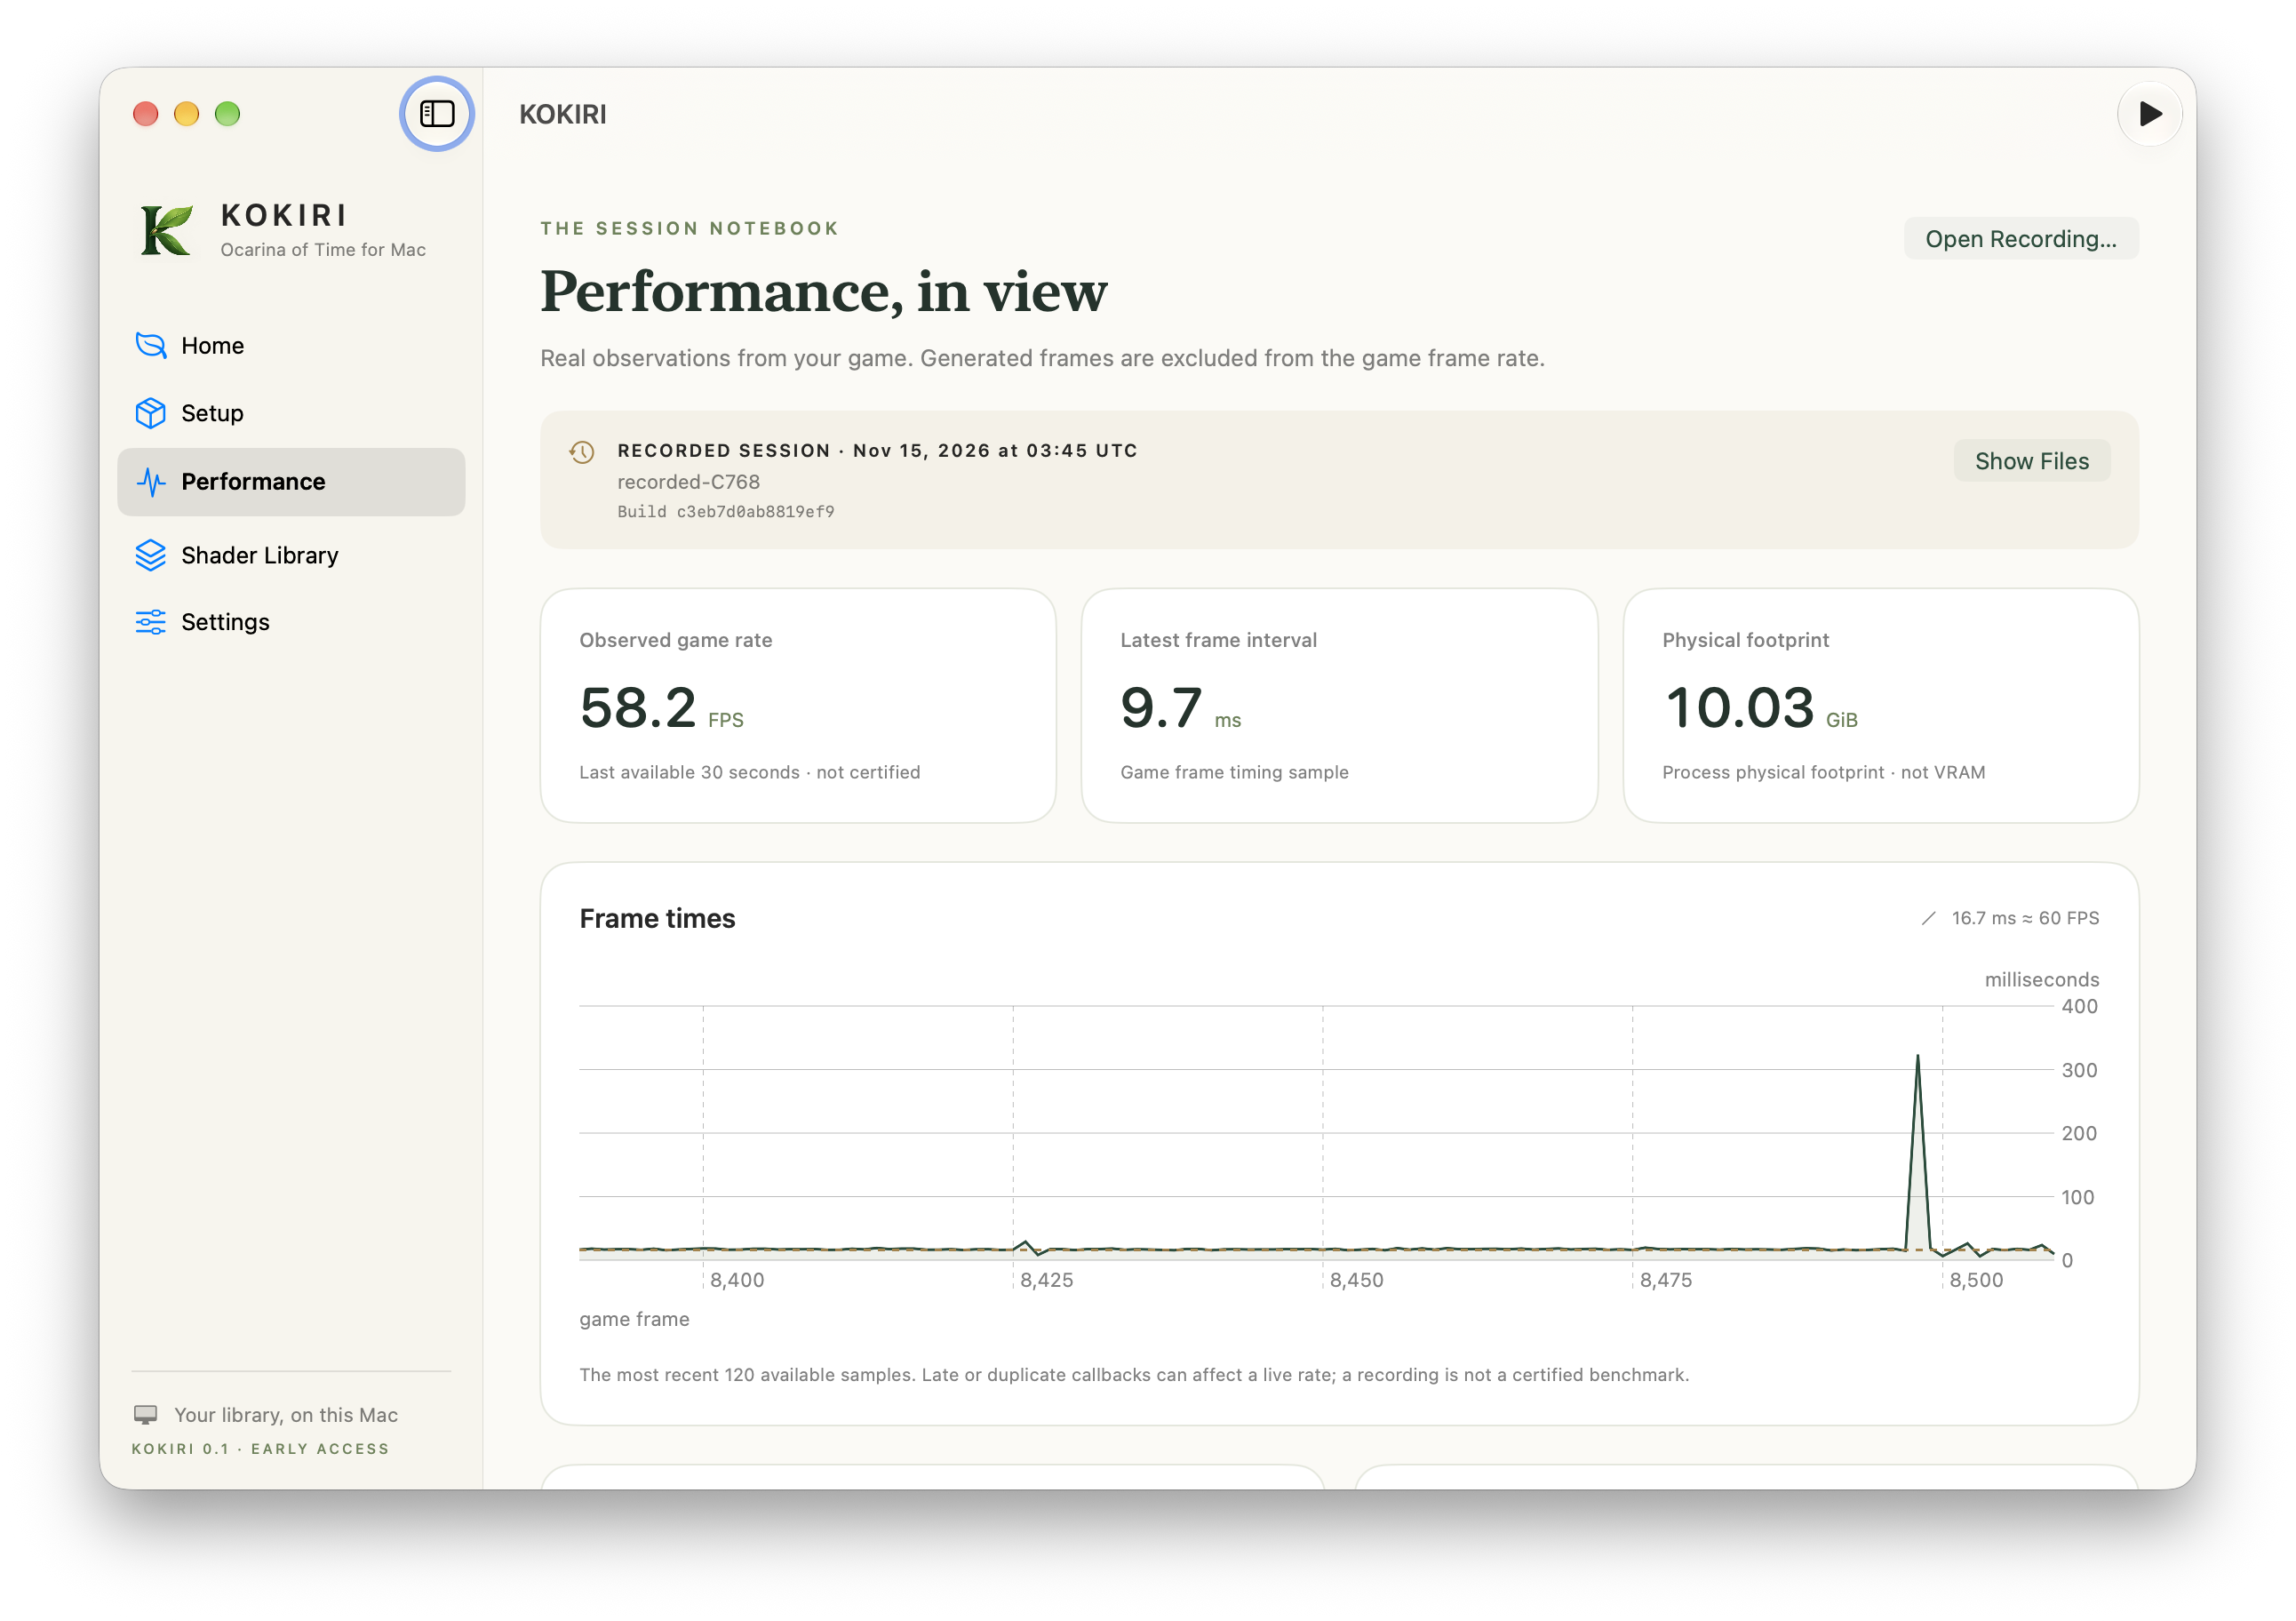 KOKIRI
KOKIRI
Ocarina of Time for Mac
Home
Setup
Performance
Shader Library
Settings
Your library, on this Mac
KOKIRI 0.1 · EARLY ACCESS
THE SESSION NOTEBOOK
Open Recording...
Performance, in view
Real observations from your game. Generated frames are excluded from the game frame rate.
RECORDED SESSION · Nov 15, 2026 at 03:45 UTC
recorded-C768
Build c3eb7d0ab8819ef9
Show Files
Observed game rate
58.2 FPS
Last available 30 seconds · not certified
Latest frame interval
9.7 ms
Game frame timing sample
Physical footprint
10.03 GiB
Process physical footprint · not VRAM
Frame times
16.7 ms ≈ 60 FPS
milliseconds
400
300
200
100
0
8,400
8,425
8,450
8,475
8,500
game frame
The most recent 120 available samples. Late or duplicate callbacks can affect a live rate; a recording is not a certified benchmark.